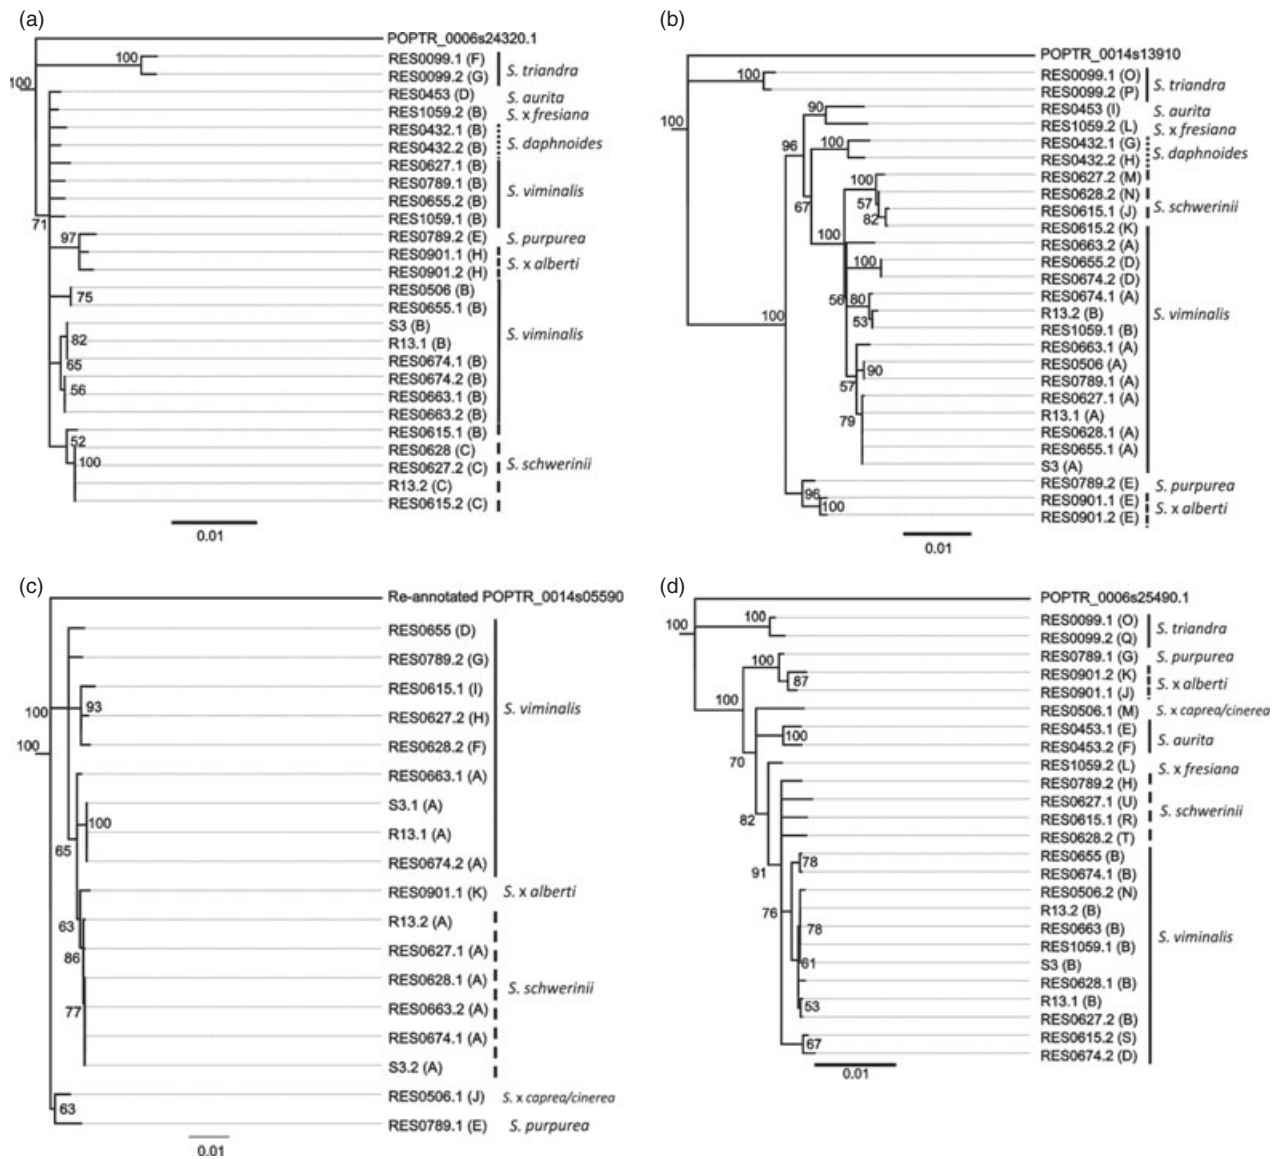 (a)
POPTR_0006s24320.1
100
RES0099.1 (F)
RES0099.2 (G)
S. triandra
100
RES0453 (D)
S. aurita
RES1059.2 (B)
S. x fresiana
RES0432.1 (B)
RES0432.2 (B)
S. daphnoides
RES0627.1 (B)
RES0789.1 (B)
RES0655.2 (B)
RES1059.1 (B)
S. viminalis
71
97
RES0789.2 (E)
S. purpurea
RES0901.1 (H)
RES0901.2 (H)
S. x alberti
75
RES0506 (B)
RES0655.1 (B)
S3 (B)
82
R13.1 (B)
65
RES0674.1 (B)
RES0674.2 (B)
56
RES0663.1 (B)
RES0663.2 (B)
S. viminalis
52
RES0615.1 (B)
RES0628 (C)
100
RES0627.2 (C)
R13.2 (C)
RES0615.2 (C)
S. schwerinii
0.01
(b)
POPTR_0014s13910
100
RES0099.1 (O)
RES0099.2 (P)
S. triandra
90
RES0453 (I)
S. aurita
100
RES1059.2 (L)
S. x fresiana
96
100
RES0432.1 (G)
RES0432.2 (H)
S. daphnoides
100
RES0627.2 (M)
RES0628.2 (N)
57
67
RES0615.1 (J)
82
RES0615.2 (K)
S. schwerinii
100
RES0663.2 (A)
100
RES0655.2 (D)
RES0674.2 (D)
56
80
RES0674.1 (A)
R13.2 (B)
53
RES1059.1 (B)
100
RES0663.1 (A)
90
RES0506 (A)
57
RES0789.1 (A)
RES0627.1 (A)
79
R13.1 (A)
RES0628.1 (A)
RES0655.1 (A)
S3 (A)
S. viminalis
RES0789.2 (E)
S. purpurea
96
RES0901.1 (E)
100
RES0901.2 (E)
S. x alberti
0.01
(c)
Re-annotated POPTR_0014s05590
RES0655 (D)
RES0789.2 (G)
RES0615.1 (I)
93
100
RES0627.2 (H)
RES0628.2 (F)
100
RES0663.1 (A)
S3.1 (A)
100
R13.1 (A)
65
RES0674.2 (A)
S. viminalis
RES0901.1 (K)
S. x alberti
63
R13.2 (A)
86
RES0627.1 (A)
RES0628.1 (A)
77
RES0663.2 (A)
RES0674.1 (A)
S3.2 (A)
S. schwerinii
RES0506.1 (J)
S. x caprea/cinerea
63
RES0789.1 (E)
S. purpurea
0.01
(d)
POPTR_0006s25490.1
100
100
RES0099.1 (O)
RES0099.2 (Q)
S. triandra
100
RES0789.1 (G)
S. purpurea
87
RES0901.2 (K)
RES0901.1 (J)
S. x alberti
100
RES0506.1 (M)
S. x caprea/cinerea
RES0453.1 (E)
100
RES0453.2 (F)
S. aurita
70
RES1059.2 (L)
S. x fresiana
RES0789.2 (H)
RES0627.1 (U)
82
RES0615.1 (R)
RES0628.2 (T)
S. schwerinii
78
RES0655 (B)
91
RES0674.1 (B)
RES0506.2 (N)
76
R13.2 (B)
78
RES0663 (B)
RES1059.1 (B)
61
S3 (B)
RES0628.1 (B)
53
R13.1 (B)
RES0627.2 (B)
67
RES0615.2 (S)
RES0674.2 (D)
S. viminalis
0.01